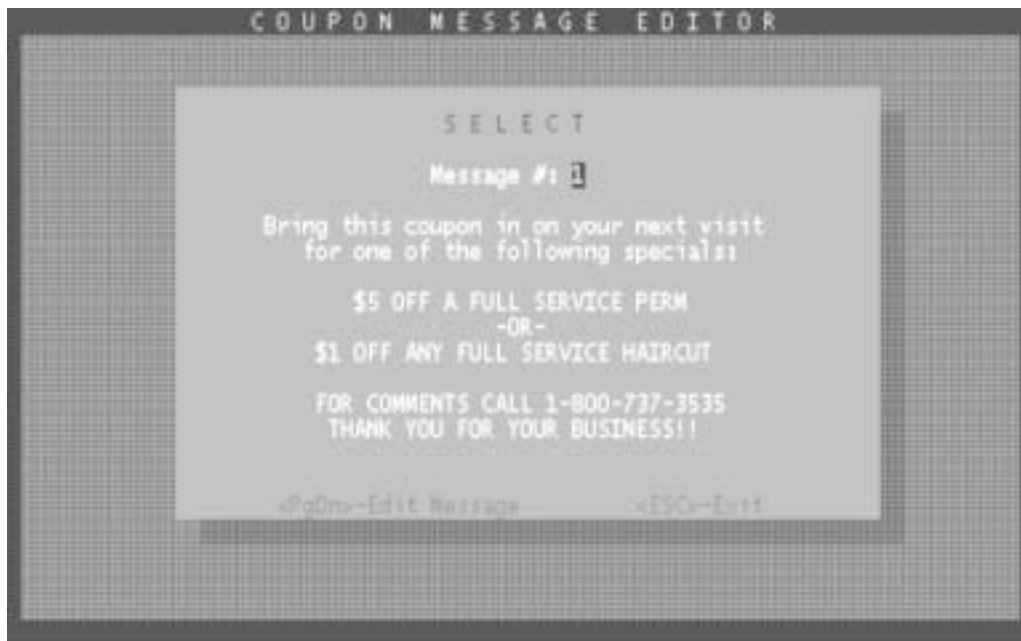 COUPON MESSAGE EDITOR
SELECT
Message #: 1
Bring this coupon in on your next visit
for one of the following specials:
$5 OFF A FULL SERVICE PERM
-OR-
$1 OFF ANY FULL SERVICE HAIRCUT
FOR COMMENTS CALL 1-800-737-3535
THANK YOU FOR YOUR BUSINESS!!
<PgDn>-Edit Message <ESC>-Exit